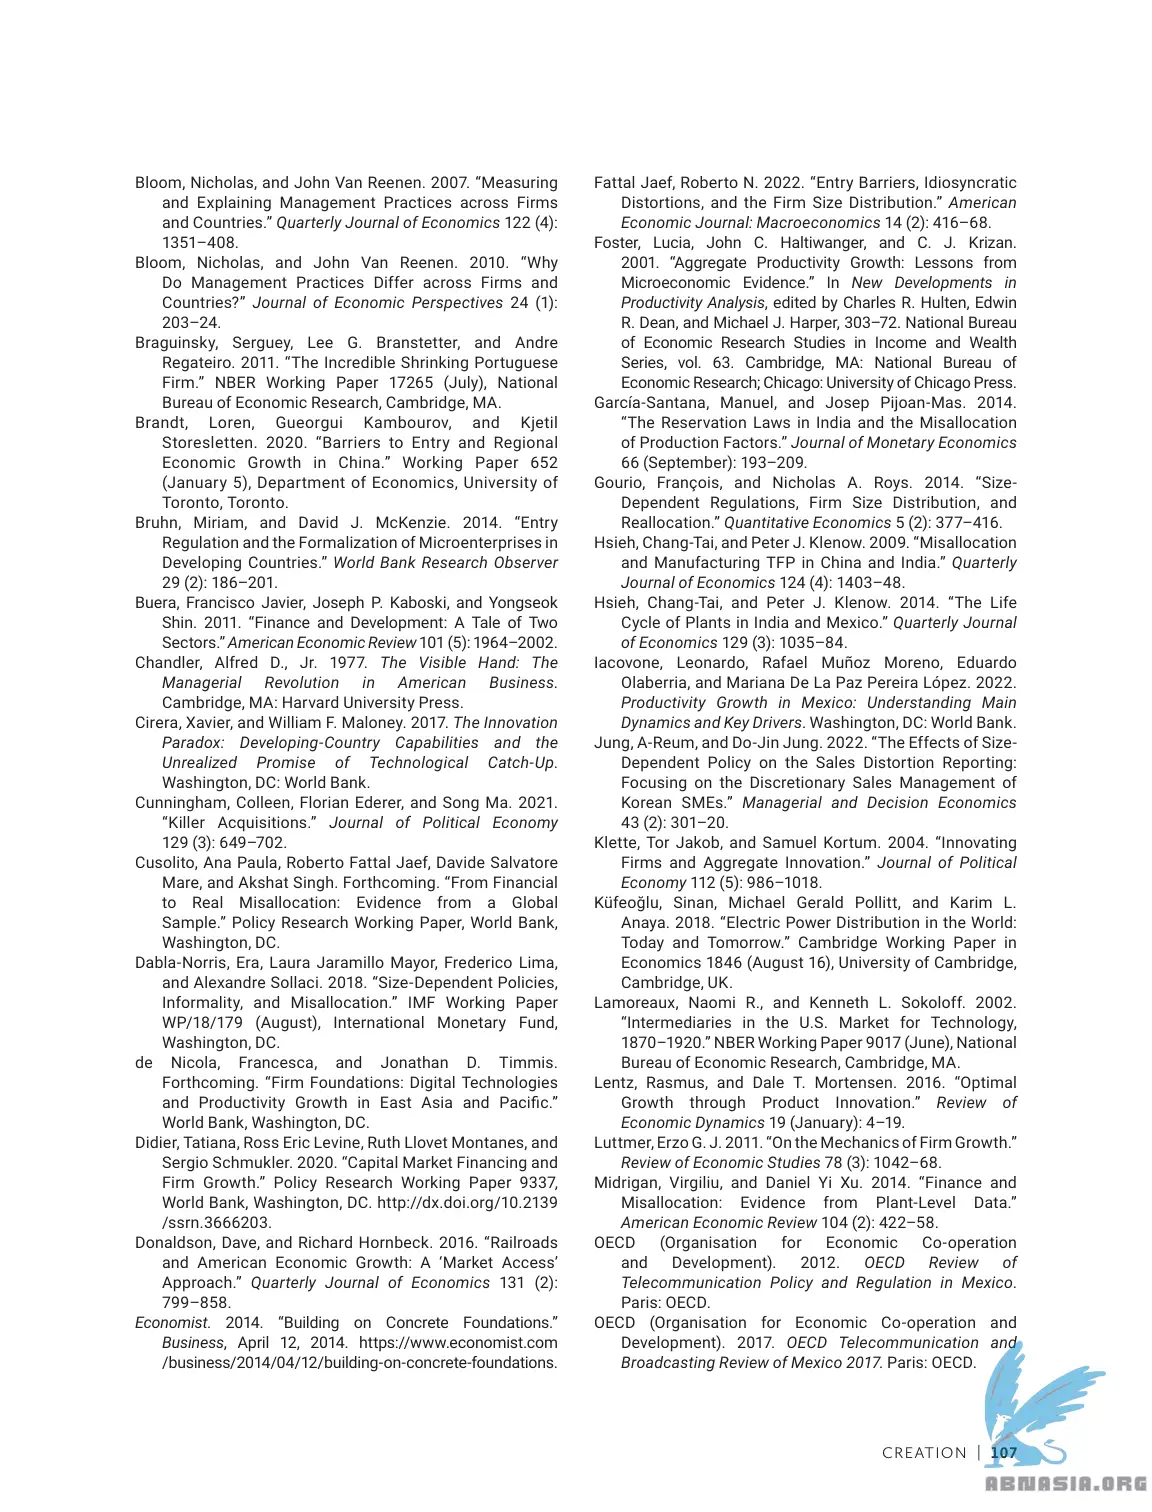 Bloom, Nicholas, and John Van Reenen. 2007. “Measuring
and Explaining Management Practices across Firms
and Countries.” Quarterly Journal of Economics 122 (4):
1351–408.
Bloom, Nicholas, and John Van Reenen. 2010. “Why
Do Management Practices Differ across Firms and
Countries?” Journal of Economic Perspectives 24 (1):
203–24.
Braguinsky, Serguey, Lee G. Branstetter, and Andre
Regateiro. 2011. “The Incredible Shrinking Portuguese
Firm.” NBER Working Paper 17265 (July), National
Bureau of Economic Research, Cambridge, MA.
Brandt, Loren, Gueorgui Kambourov, and Kjetil
Storesletten. 2020. “Barriers to Entry and Regional
Economic Growth in China.” Working Paper 652
(January 5), Department of Economics, University of
Toronto, Toronto.
Bruhn, Miriam, and David J. McKenzie. 2014. “Entry
Regulation and the Formalization of Microenterprises in
Developing Countries.” World Bank Research Observer
29 (2): 186–201.
Buera, Francisco Javier, Joseph P. Kaboski, and Yongseok
Shin. 2011. “Finance and Development: A Tale of Two
Sectors.” American Economic Review 101 (5): 1964–2002.
Chandler, Alfred D., Jr. 1977. The Visible Hand: The
Managerial Revolution in American Business.
Cambridge, MA: Harvard University Press.
Cirera, Xavier, and William F. Maloney. 2017. The Innovation
Paradox: Developing-Country Capabilities and the
Unrealized Promise of Technological Catch-Up.
Washington, DC: World Bank.
Cunningham, Colleen, Florian Ederer, and Song Ma. 2021.
“Killer Acquisitions.” Journal of Political Economy
129 (3): 649–702.
Cusolito, Ana Paula, Roberto Fattal Jaef, Davide Salvatore
Mare, and Akshat Singh. Forthcoming. “From Financial
to Real Misallocation: Evidence from a Global
Sample.” Policy Research Working Paper, World Bank,
Washington, DC.
Dabla-Norris, Era, Laura Jaramillo Mayor, Frederico Lima,
and Alexandre Sollaci. 2018. “Size-Dependent Policies,
Informality, and Misallocation.” IMF Working Paper
WP/18/179 (August), International Monetary Fund,
Washington, DC.
de Nicola, Francesca, and Jonathan D. Timmis.
Forthcoming. “Firm Foundations: Digital Technologies
and Productivity Growth in East Asia and Pacific.”
World Bank, Washington, DC.
Didier, Tatiana, Ross Eric Levine, Ruth Llovet Montanes, and
Sergio Schmukler. 2020. “Capital Market Financing and
Firm Growth.” Policy Research Working Paper 9337,
World Bank, Washington, DC. http://dx.doi.org/10.2139
/ssrn.3666203.
Donaldson, Dave, and Richard Hornbeck. 2016. “Railroads
and American Economic Growth: A ‘Market Access’
Approach.” Quarterly Journal of Economics 131 (2):
799–858.
Economist. 2014. “Building on Concrete Foundations.”
Business, April 12, 2014. https://www.economist.com
/business/2014/04/12/building-on-concrete-foundations.
Fattal Jaef, Roberto N. 2022. “Entry Barriers, Idiosyncratic
Distortions, and the Firm Size Distribution.” American
Economic Journal: Macroeconomics 14 (2): 416–68.
Foster, Lucia, John C. Haltiwanger, and C. J. Krizan.
2001. “Aggregate Productivity Growth: Lessons from
Microeconomic Evidence.” In New Developments in
Productivity Analysis, edited by Charles R. Hulten, Edwin
R. Dean, and Michael J. Harper, 303–72. National Bureau
of Economic Research Studies in Income and Wealth
Series, vol. 63. Cambridge, MA: National Bureau of
Economic Research; Chicago: University of Chicago Press.
García-Santana, Manuel, and Josep Pijoan-Mas. 2014.
“The Reservation Laws in India and the Misallocation
of Production Factors.” Journal of Monetary Economics
66 (September): 193–209.
Gourio, François, and Nicholas A. Roys. 2014. “Size-
Dependent Regulations, Firm Size Distribution, and
Reallocation.” Quantitative Economics 5 (2): 377–416.
Hsieh, Chang-Tai, and Peter J. Klenow. 2009. “Misallocation
and Manufacturing TFP in China and India.” Quarterly
Journal of Economics 124 (4): 1403–48.
Hsieh, Chang-Tai, and Peter J. Klenow. 2014. “The Life
Cycle of Plants in India and Mexico.” Quarterly Journal
of Economics 129 (3): 1035–84.
Iacovone, Leonardo, Rafael Muñoz Moreno, Eduardo
Olaberria, and Mariana De La Paz Pereira López. 2022.
Productivity Growth in Mexico: Understanding Main
Dynamics and Key Drivers. Washington, DC: World Bank.
Jung, A-Reum, and Do-Jin Jung. 2022. “The Effects of Size-
Dependent Policy on the Sales Distortion Reporting:
Focusing on the Discretionary Sales Management of
Korean SMEs.” Managerial and Decision Economics
43 (2): 301–20.
Klette, Tor Jakob, and Samuel Kortum. 2004. “Innovating
Firms and Aggregate Innovation.” Journal of Political
Economy 112 (5): 986–1018.
Küfeoğlu, Sinan, Michael Gerald Pollitt, and Karim L.
Anaya. 2018. “Electric Power Distribution in the World:
Today and Tomorrow.” Cambridge Working Paper in
Economics 1846 (August 16), University of Cambridge,
Cambridge, UK.
Lamoreaux, Naomi R., and Kenneth L. Sokoloff. 2002.
“Intermediaries in the U.S. Market for Technology,
1870–1920.” NBER Working Paper 9017 (June), National
Bureau of Economic Research, Cambridge, MA.
Lentz, Rasmus, and Dale T. Mortensen. 2016. “Optimal
Growth through Product Innovation.” Review of
Economic Dynamics 19 (January): 4–19.
Luttmer, Erzo G. J. 2011. “On the Mechanics of Firm Growth.”
Review of Economic Studies 78 (3): 1042–68.
Midrigan, Virgiliu, and Daniel Yi Xu. 2014. “Finance and
Misallocation: Evidence from Plant-Level Data.”
American Economic Review 104 (2): 422–58.
OECD (Organisation for Economic Co-operation
and Development). 2012. OECD Review of
Telecommunication Policy and Regulation in Mexico.
Paris: OECD.
OECD (Organisation for Economic Co-operation and
Development). 2017. OECD Telecommunication and
Broadcasting Review of Mexico 2017. Paris: OECD.
CREATION | 107
ABNASIA.ORG